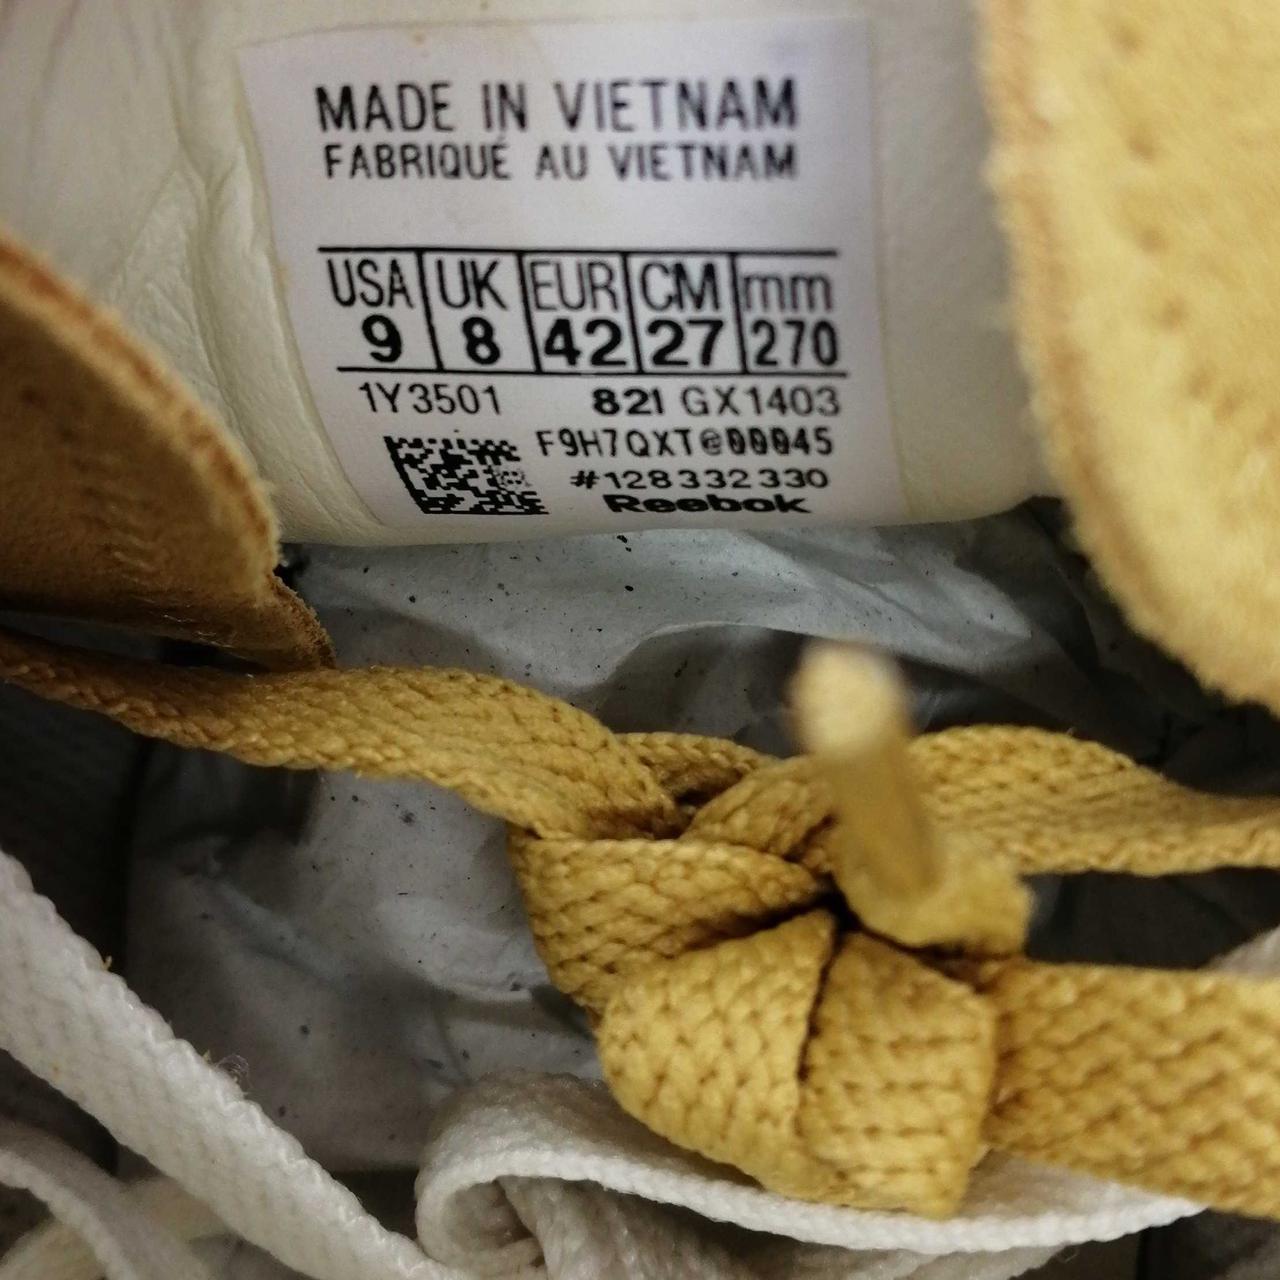 MADE IN VIETNAM
FABRIQUÉ AU VIETNAM
USA UK EUR CM mm
9 8 42 27 270
1Y3501 821 GX1403
F9H7QXT@00045
#128332330
Reebok